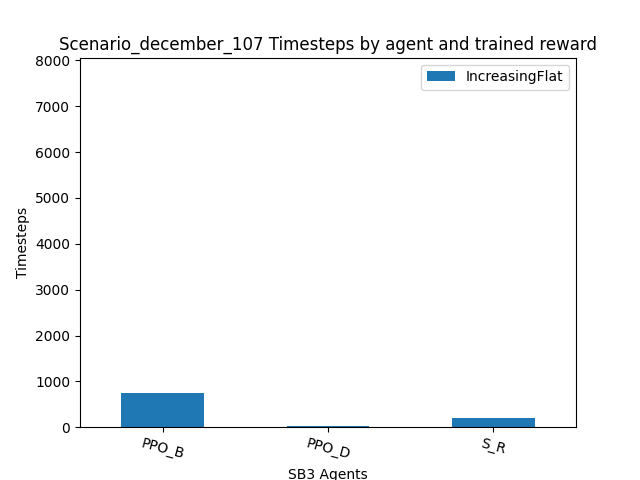 Scenario_december_107 Timesteps by agent and trained reward
IncreasingFlat
8000
7000
6000
5000
4000
3000
2000
1000
0
Timesteps
PPO_B
PPO_D
S_R
SB3 Agents